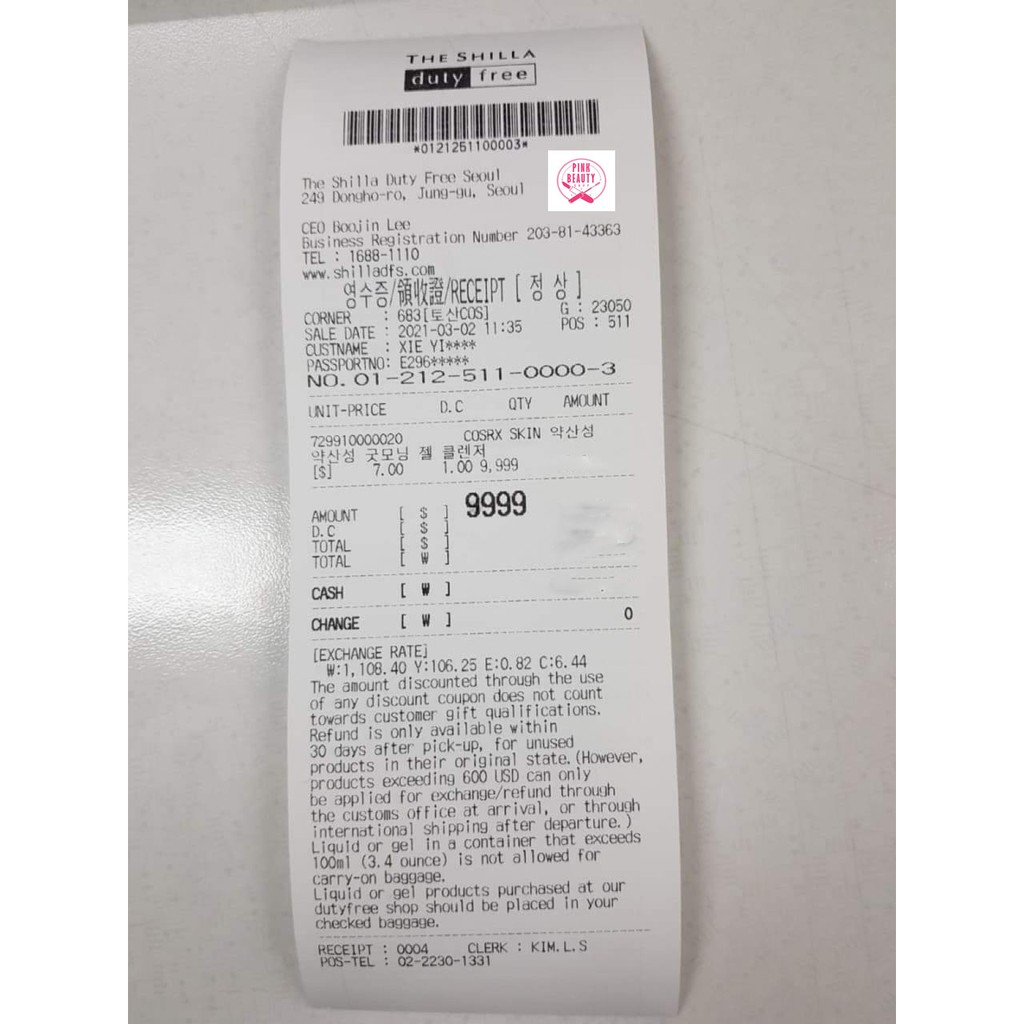 THE SHILLA
duty free
*0121251100003*
PINK
BEAUTY
The Shilla Duty Free Seoul
249 Dongho-ro, Jung-gu, Seoul
CEO Boojin Lee
Business Registration Number 203-81-43363
TEL : 1688-1110
www.shilladfs.com
영수증/領收證/RECEIPT [ 정 상 ]
CORNER : 683[토산COS] G : 23050
SALE DATE : 2021-03-02 11:35 POS : 511
CUSTNAME : XIE YI****
PASSPORTNO: E296*****
NO. 01-212-511-0000-3
UNIT-PRICE D.C QTY AMOUNT
729910000020 COSRX SKIN 약산성
약산성 굿모닝 젤 클렌저
[$] 7.00 1.00 9,999
AMOUNT [ $ ] 9999
D.C [ $ ]
TOTAL [ $ ]
TOTAL [ ₩ ]
CASH [ ₩ ]
CHANGE [ ₩ ] 0
[EXCHANGE RATE]
₩:1,108.40 Y:106.25 E:0.82 C:6.44
The amount discounted through the use
of any discount coupon does not count
towards customer gift qualifications.
Refund is only available within
30 days after pick-up, for unused
products in their original state.(However,
products exceeding 600 USD can only
be applied for exchange/refund through
the customs office at arrival, or through
international shipping after departure.)
Liquid or gel in a container that exceeds
100ml (3.4 ounce) is not allowed for
carry-on baggage.
Liquid or gel products purchased at our
dutyfree shop should be placed in your
checked baggage.
RECEIPT : 0004 CLERK : KIM.L.S
POS-TEL : 02-2230-1331